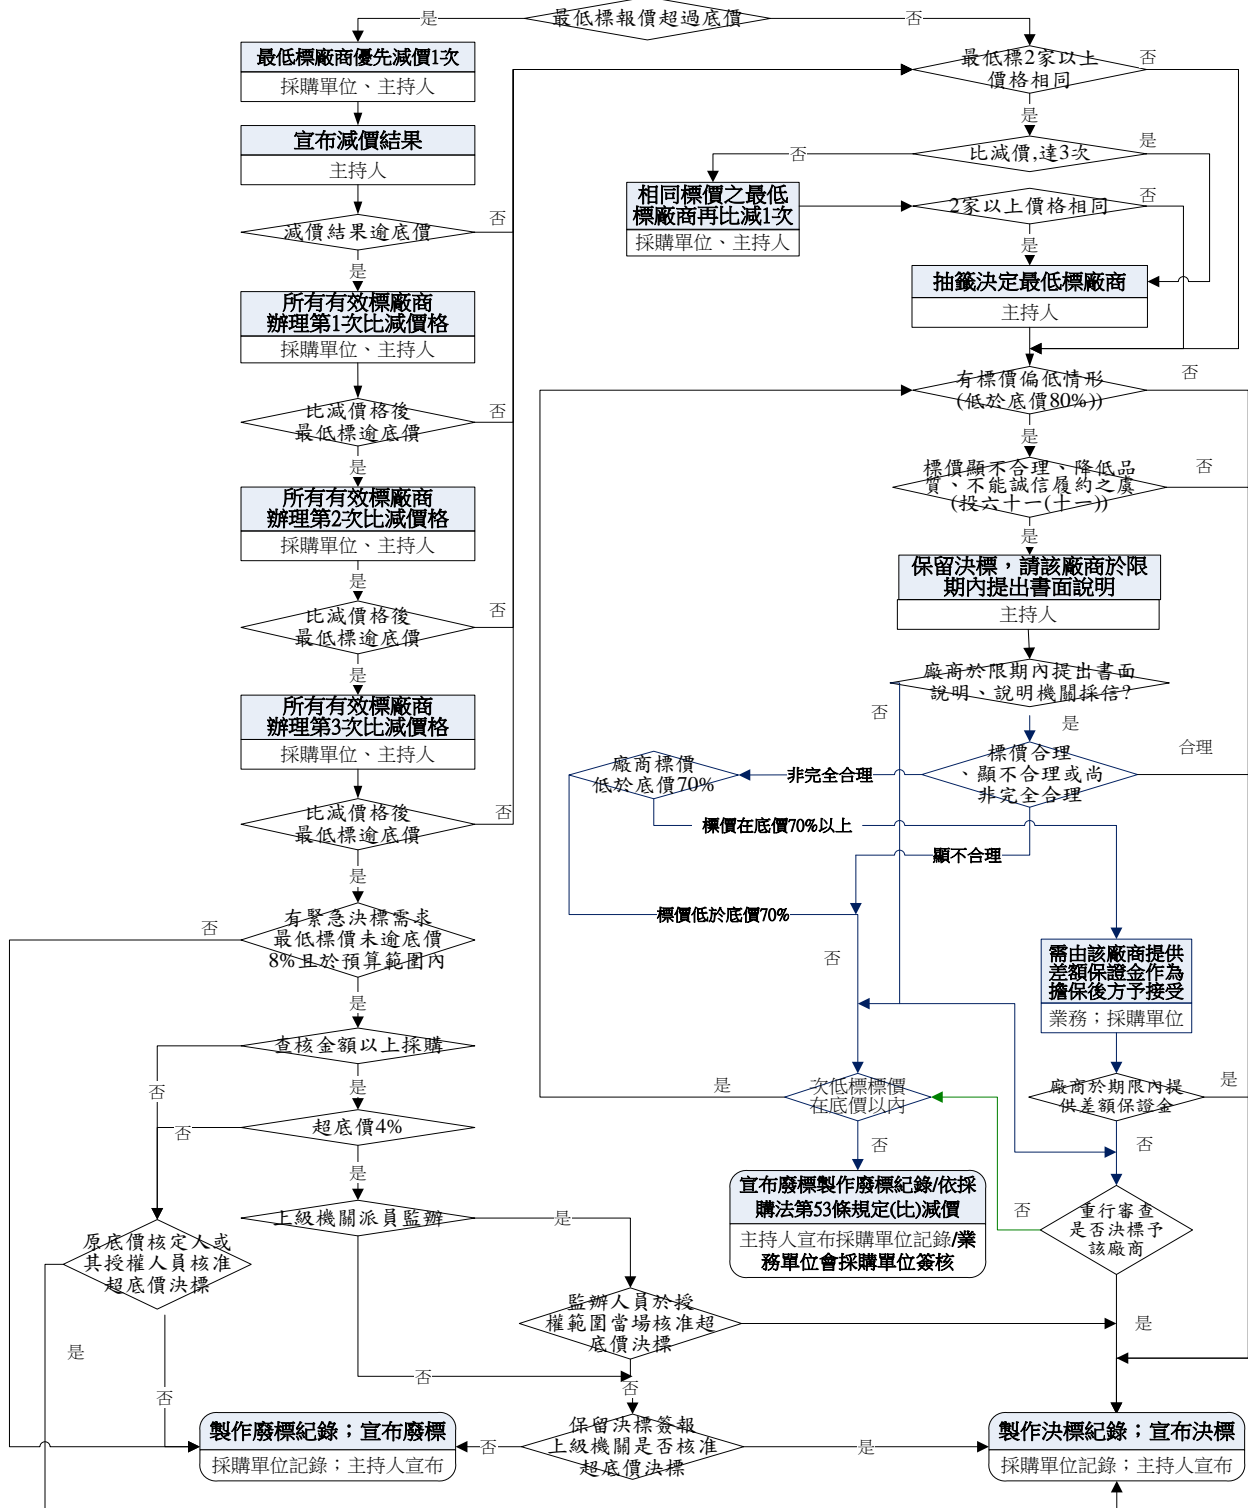 最低標報價超過底價
是
否
最低標廠商優先減價1次
採購單位、主持人
宣布減價結果
主持人
減價結果逾底價
否
是
所有有效標廠商
辦理第1次比減價格
採購單位、主持人
比減價格後
最低標逾底價
否
是
所有有效標廠商
辦理第2次比減價格
採購單位、主持人
比減價格後
最低標逾底價
否
是
所有有效標廠商
辦理第3次比減價格
採購單位、主持人
比減價格後
最低標逾底價
否
是
有緊急決標需求
最低標價未逾底價
8%且於預算範圍內
否
是
查核金額以上採購
否
是
超底價4%
否
是
上級機關派員監辦
是
否
原底價核定人或
其授權人員核准
超底價決標
是
否
監辦人員於授
權範圍當場核准超
底價決標
是
否
保留決標簽報
上級機關是否核准
超底價決標
否
是
製作廢標紀錄；宣布廢標
採購單位記錄；主持人宣布
最低標2家以上
價格相同
否
是
比減價,達3次
否
是
相同標價之最低
標廠商再比減1次
採購單位、主持人
2家以上價格相同
否
是
抽籤決定最低標廠商
主持人
有標價偏低情形
(低於底價80%))
否
是
標價顯不合理、降低品
質、不能誠信履約之虞
(投六十一(十一))
否
是
保留決標，請該廠商於限
期內提出書面說明
主持人
廠商於限期內提出書面
說明、說明機關採信?
否
是
標價合理
、顯不合理或尚
非完全合理
合理
非完全合理
顯不合理
廠商標價
低於底價70%
標價在底價70%以上
標價低於底價70%
否
需由該廠商提供
差額保證金作為
擔保後方予接受
業務；採購單位
廠商於期限內提
供差額保證金
是
否
次低標標價
在底價以內
是
否
宣布廢標製作廢標紀錄/依採
購法第53條規定(比)減價
主持人宣布採購單位記錄/業
務單位會採購單位簽核
重行審查
是否決標予
該廠商
否
製作決標紀錄；宣布決標
採購單位記錄；主持人宣布